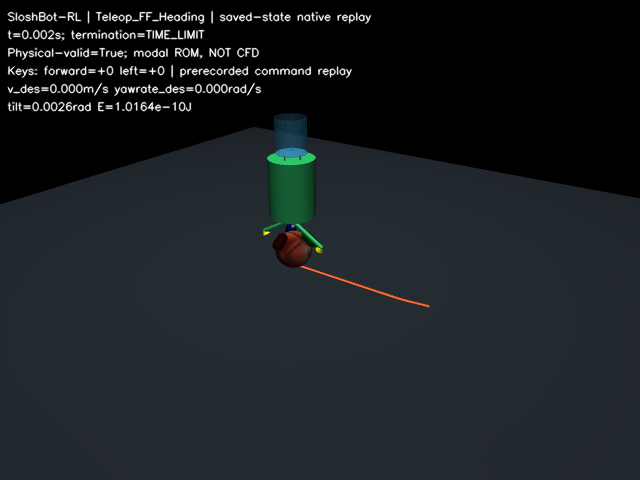 SloshBot-RL | Teleop_FF_Heading | saved-state native replay
t=0.002s; termination=TIME_LIMIT
Physical-valid=True; modal ROM, NOT CFD
Keys: forward=+0 left=+0 | prerecorded command replay
v_des=0.000m/s yawrate_des=0.000rad/s
tilt=0.0026rad E=1.0164e-10J